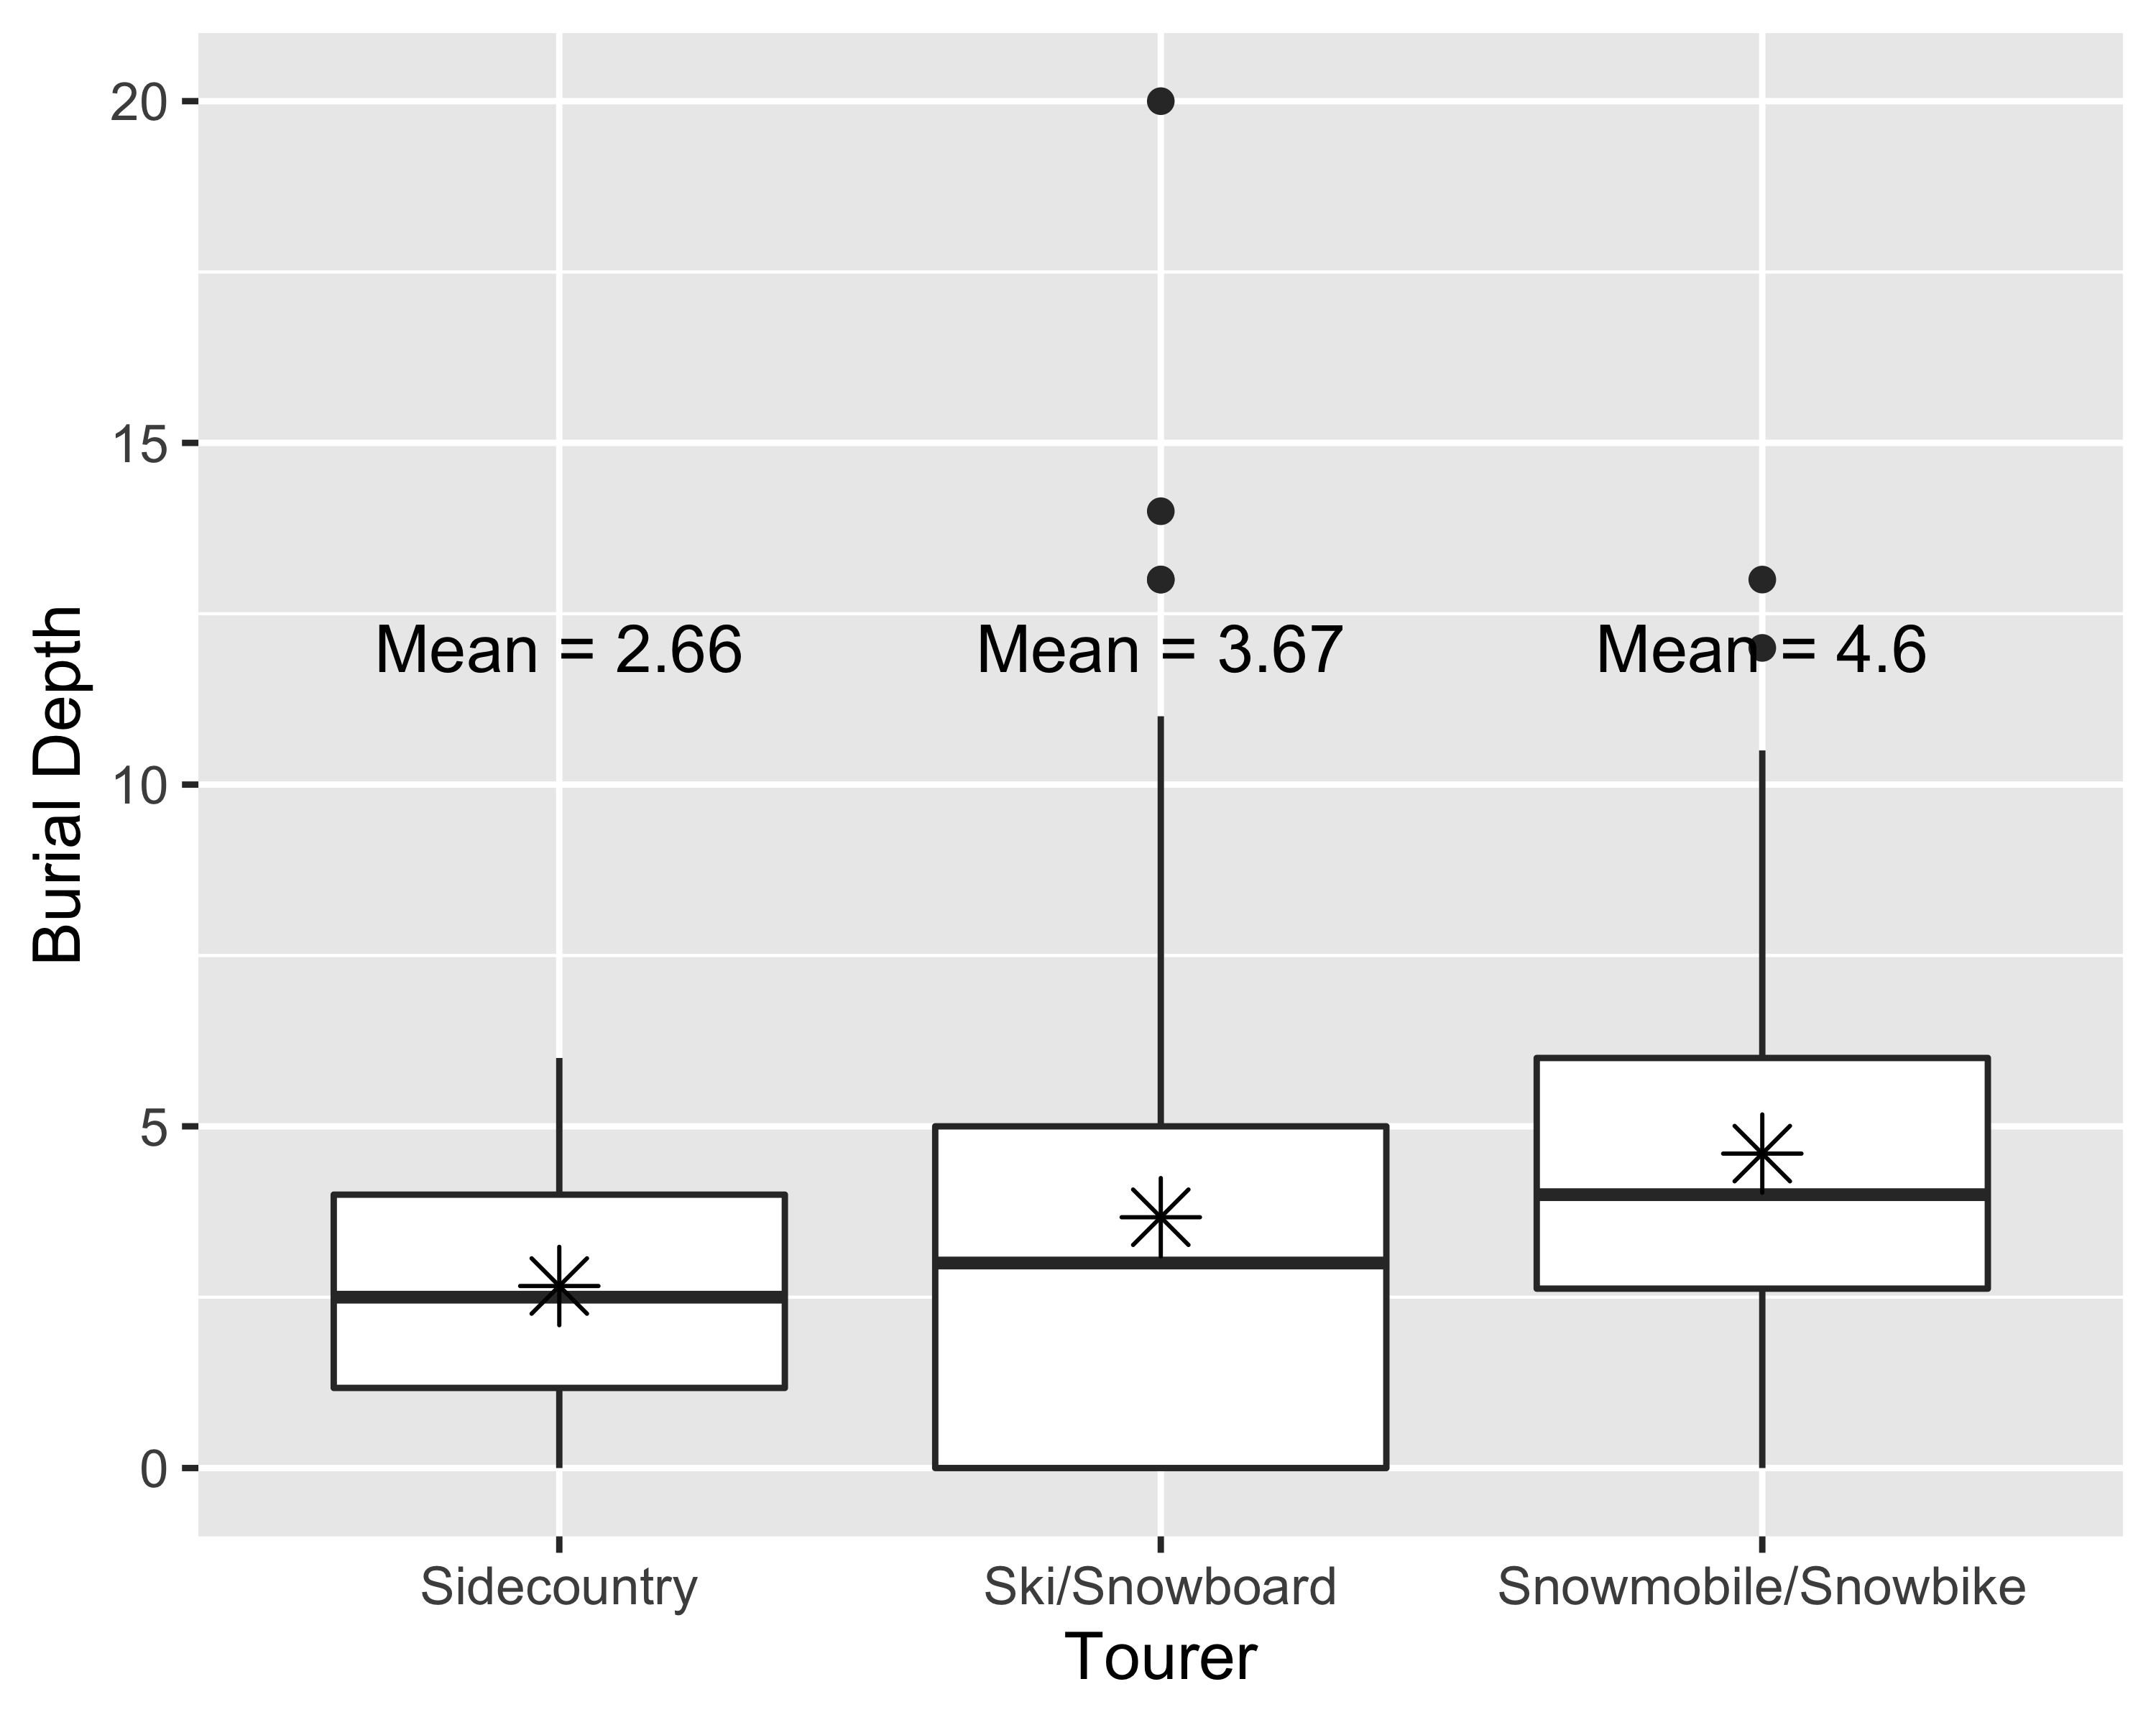 20
15
10
5
0
Burial Depth
Mean = 2.66 Mean = 3.67 Mean = 4.6
Sidecountry Ski/Snowboard Snowmobile/Snowbike
Tourer